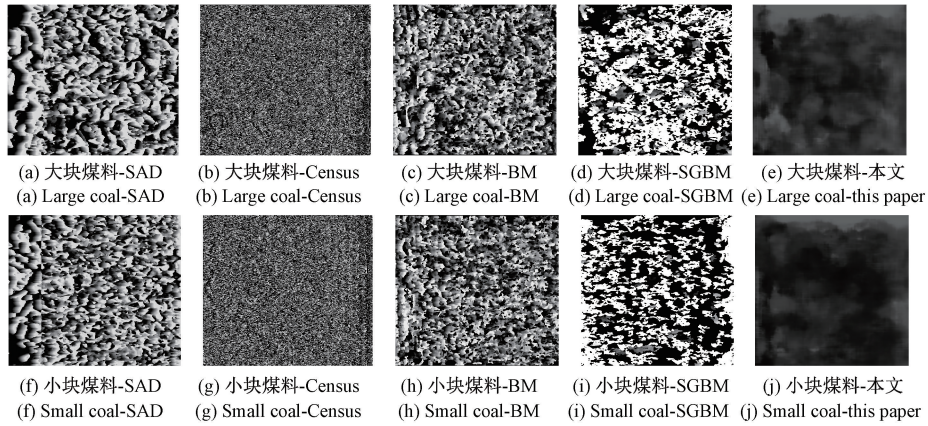 (a) 大块煤料-SAD
(b) 大块煤料-Census
(c) 大块煤料-BM
(d) 大块煤料-SGBM
(e) 大块煤料-本文
(a) Large coal-SAD
(b) Large coal-Census
(c) Large coal-BM
(d) Large coal-SGBM
(e) Large coal-this paper
(f) 小块煤料-SAD
(g) 小块煤料-Census
(h) 小块煤料-BM
(i) 小块煤料-SGBM
(j) 小块煤料-本文
(f) Small coal-SAD
(g) Small coal-Census
(h) Small coal-BM
(i) Small coal-SGBM
(j) Small coal-this paper